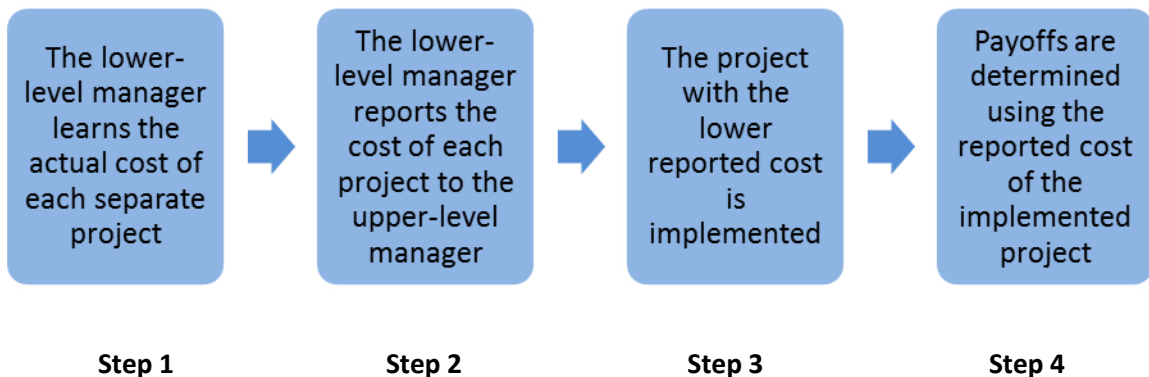 The lower-
level manager
learns the
actual cost of
each separate
project
The lower-
level manager
reports the
cost of each
project to the
upper-level
manager
The project
with the
lower
reported cost
is
implemented
Payoffs are
determined
using the
reported cost
of the
implemented
project
Step 1
Step 2
Step 3
Step 4